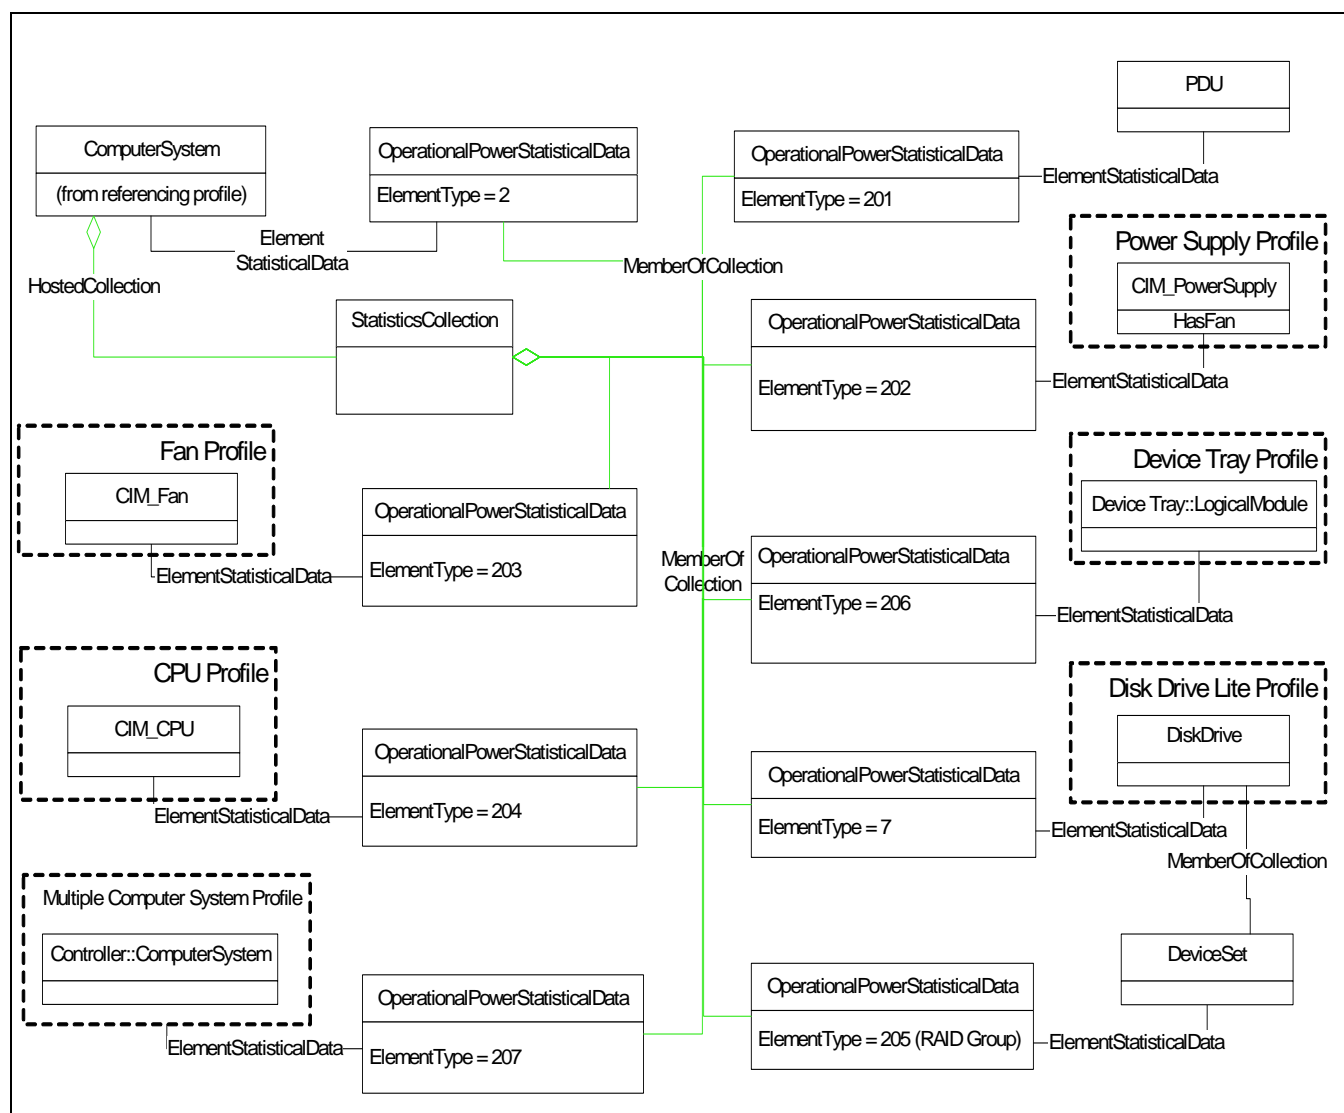 PDU
ComputerSystem
(from referencing profile)
OperationalPowerStatisticalData
ElementType = 2
OperationalPowerStatisticalData
ElementType = 201
ElementStatisticalData
Element
StatisticalData
MemberOfCollection
HostedCollection
Power Supply Profile
CIM_PowerSupply
HasFan
StatisticsCollection
OperationalPowerStatisticalData
ElementType = 202
ElementStatisticalData
Fan Profile
CIM_Fan
OperationalPowerStatisticalData
ElementType = 203
ElementStatisticalData
Device Tray Profile
Device Tray::LogicalModule
MemberOf
Collection
OperationalPowerStatisticalData
ElementType = 206
ElementStatisticalData
CPU Profile
CIM_CPU
OperationalPowerStatisticalData
ElementType = 204
ElementStatisticalData
Disk Drive Lite Profile
DiskDrive
OperationalPowerStatisticalData
ElementType = 7
ElementStatisticalData
MemberOfCollection
Multiple Computer System Profile
Controller::ComputerSystem
OperationalPowerStatisticalData
ElementType = 207
ElementStatisticalData
DeviceSet
OperationalPowerStatisticalData
ElementType = 205 (RAID Group)
ElementStatisticalData